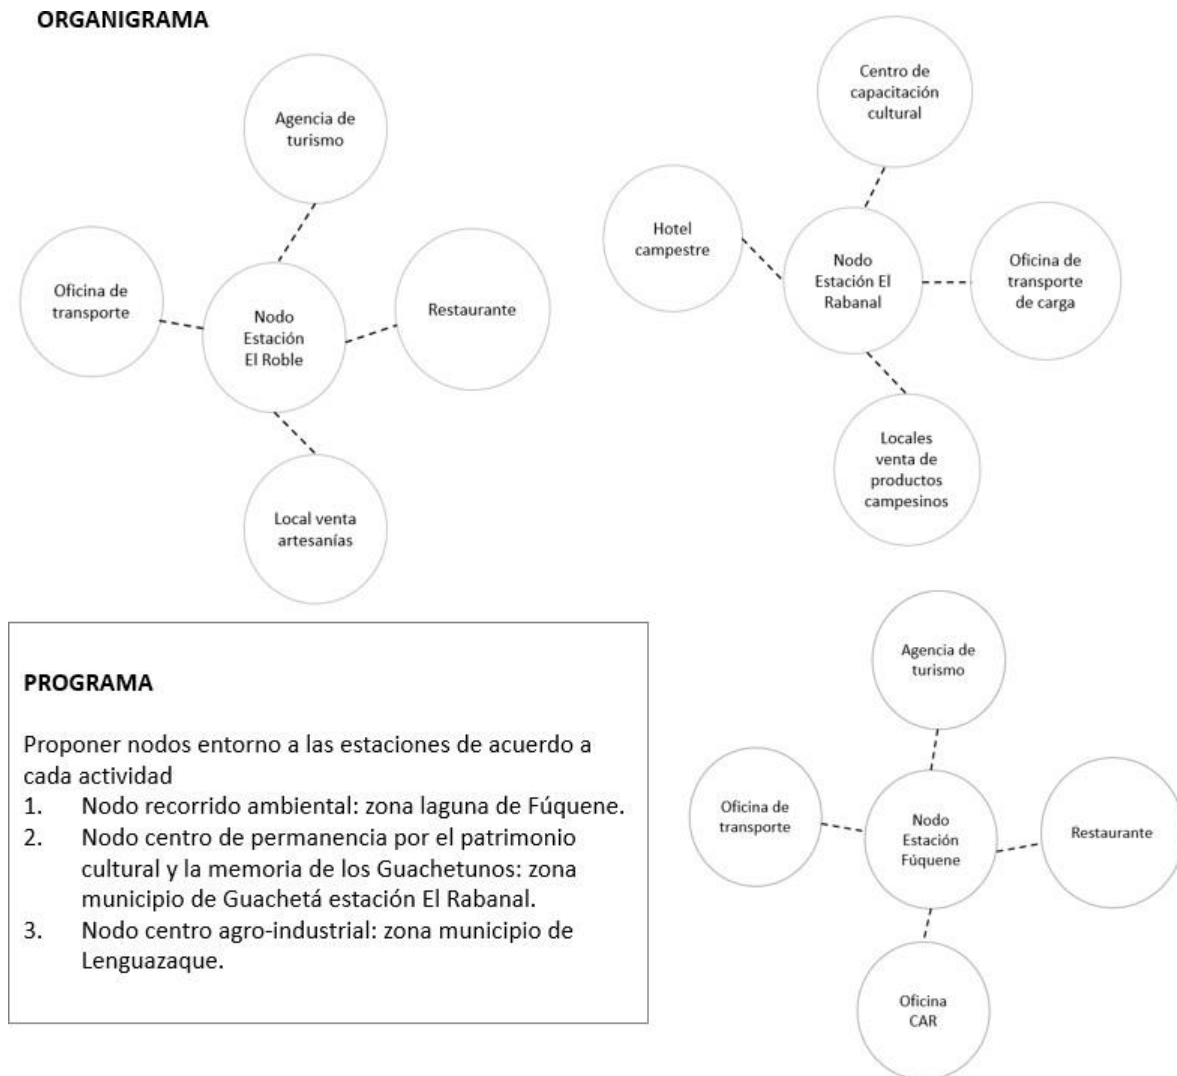 ORGANIGRAMA
Agencia de
turismo
Oficina de
transporte
Nodo
Estación
El Roble
Restaurante
Local venta
artesanías
Centro de
capacitación
cultural
Hotel
campestre
Nodo
Estación El
Rabanal
Oficina de
transporte
de carga
Locales
venta de
productos
campesinos
PROGRAMA
Proponer nodos entorno a las estaciones de acuerdo a
cada actividad
1. Nodo recorrido ambiental: zona laguna de Fúquene.
2. Nodo centro de permanencia por el patrimonio
cultural y la memoria de los Guachetunos: zona
municipio de Guachetá estación El Rabanal.
3. Nodo centro agro-industrial: zona municipio de
Lenguazaque.
Agencia de
turismo
Oficina de
transporte
Nodo
Estación
Fúquene
Restaurante
Oficina
CAR